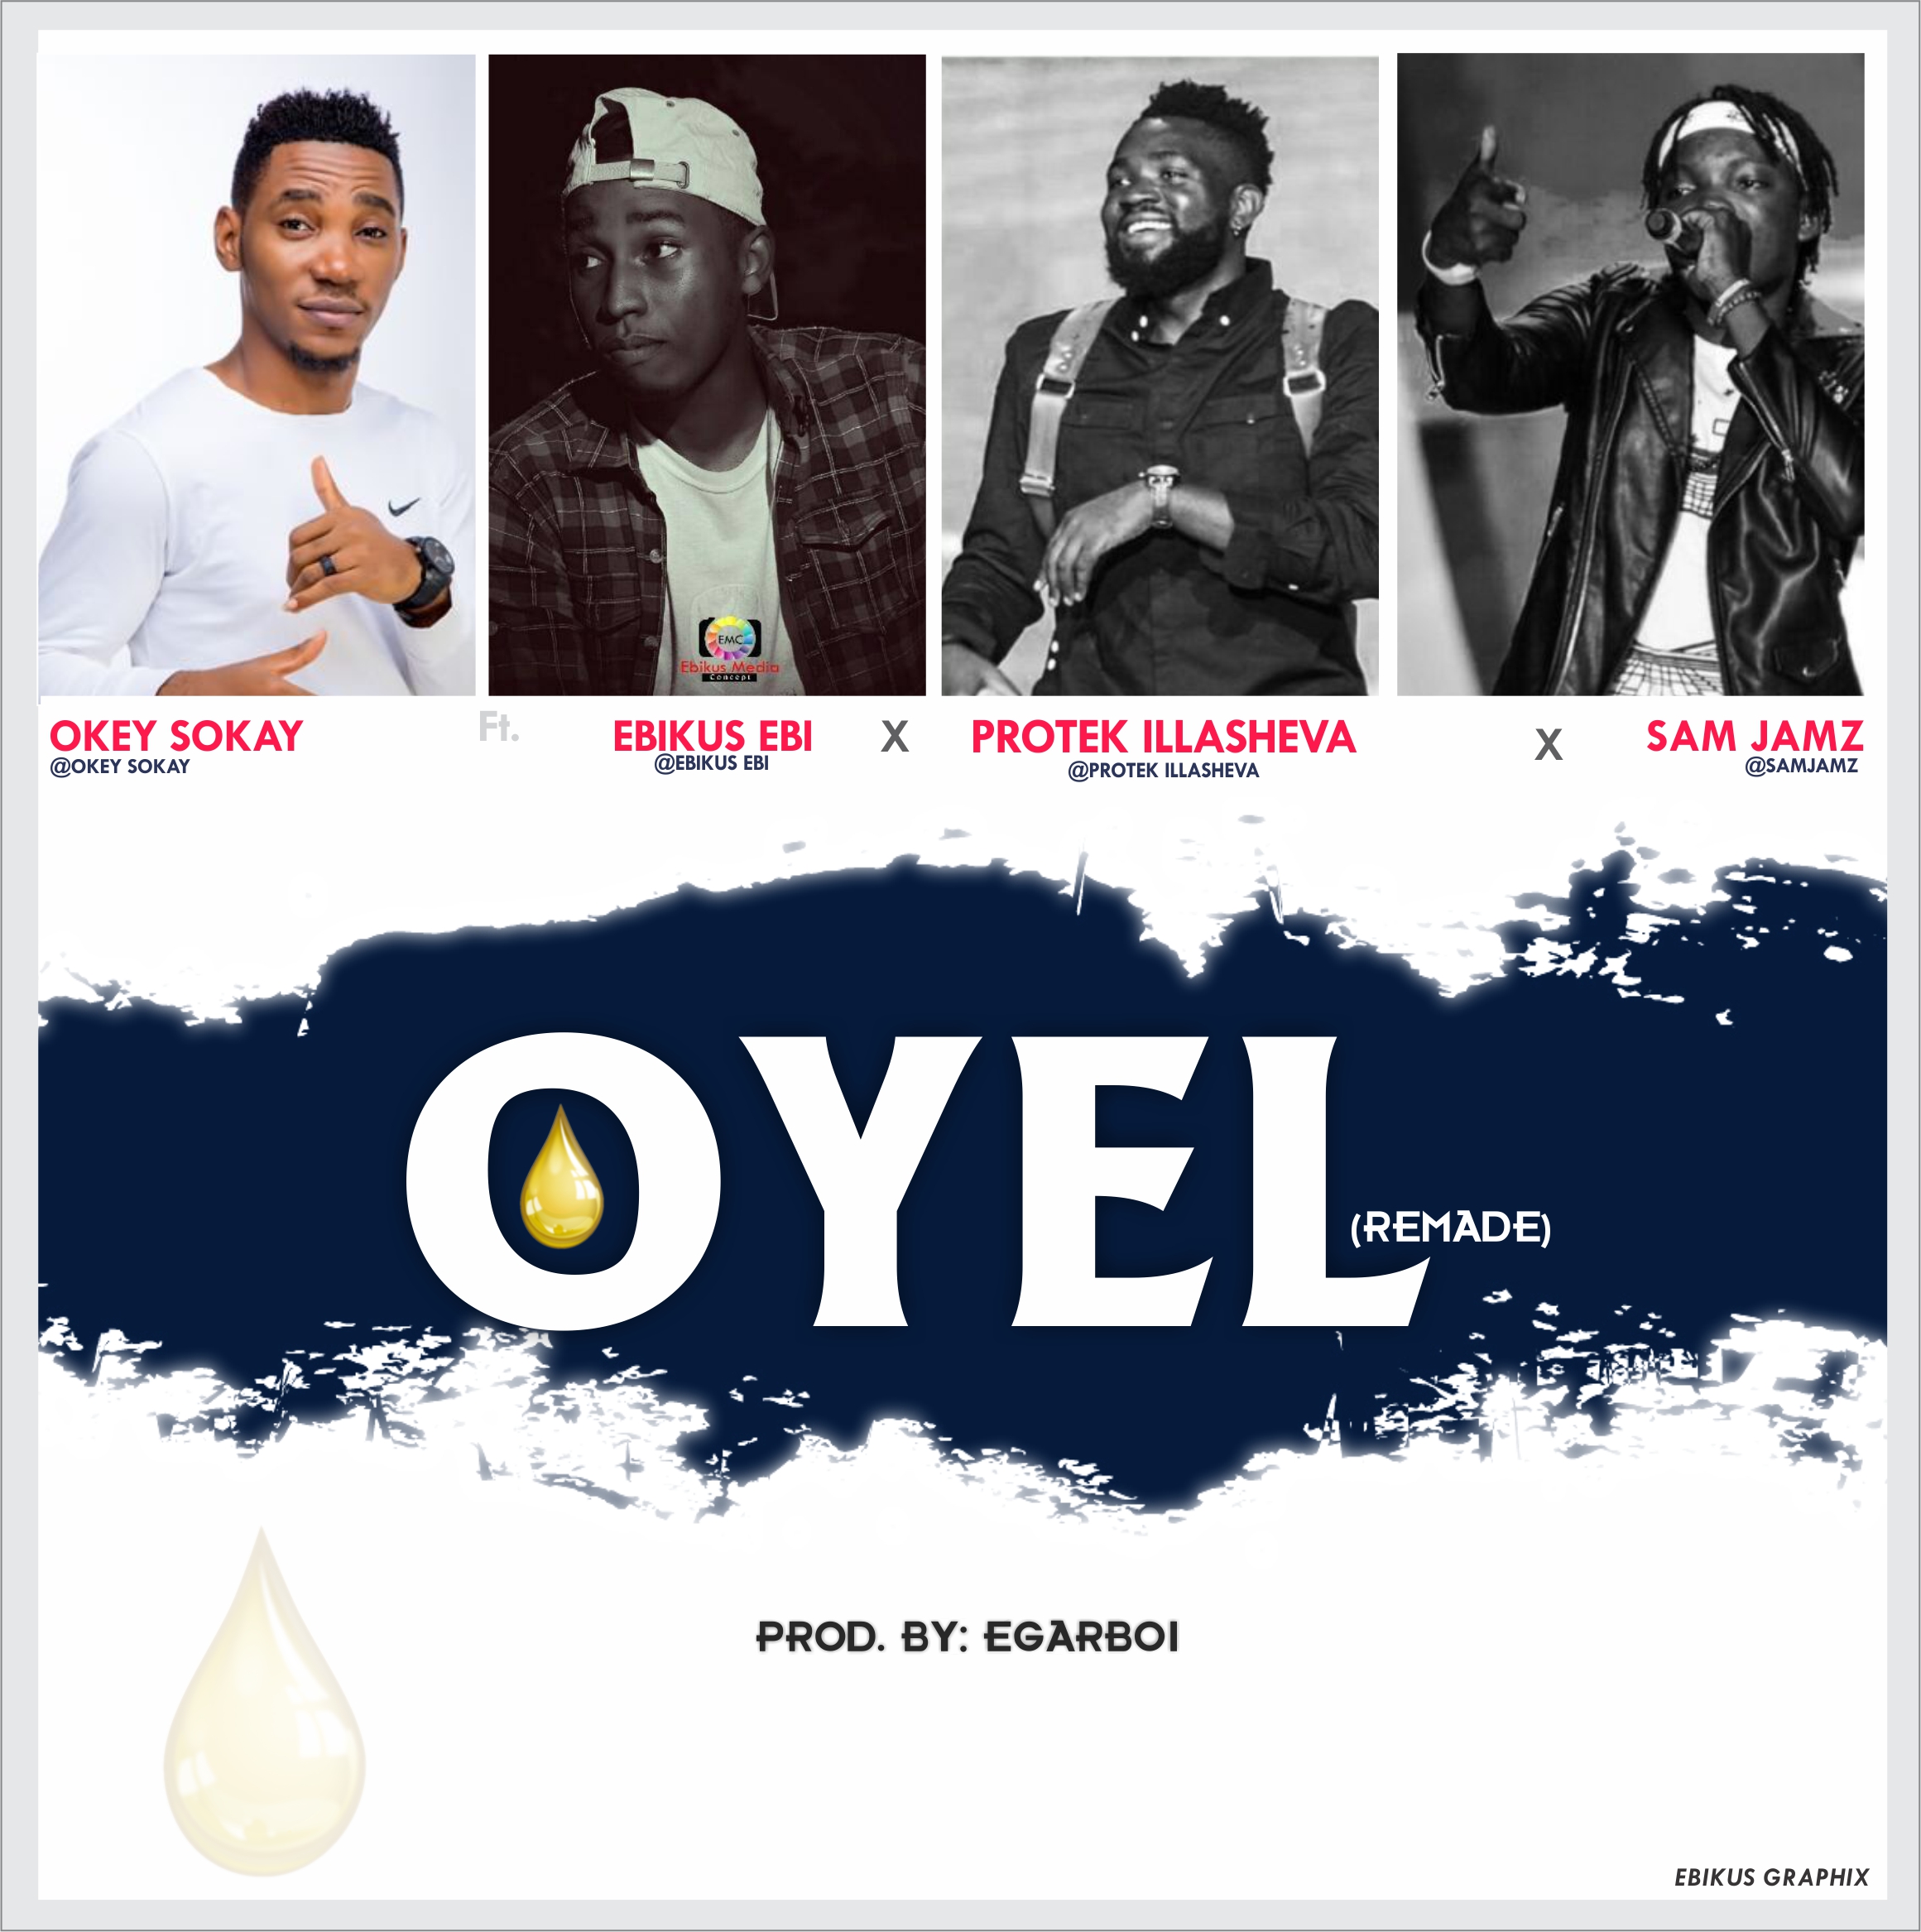 EMC
Ebikus Media
Concept
OKEY SOKAY Ft. EBIKUS EBI X PROTEK ILLASHEVA X SAM JAMZ
@OKEY SOKAY @EBIKUS EBI @PROTEK ILLASHEVA @SAMJAMZ
OYEL
(REMADE)
PROD. BY: EGARBOI
EBIKUS GRAPHIX